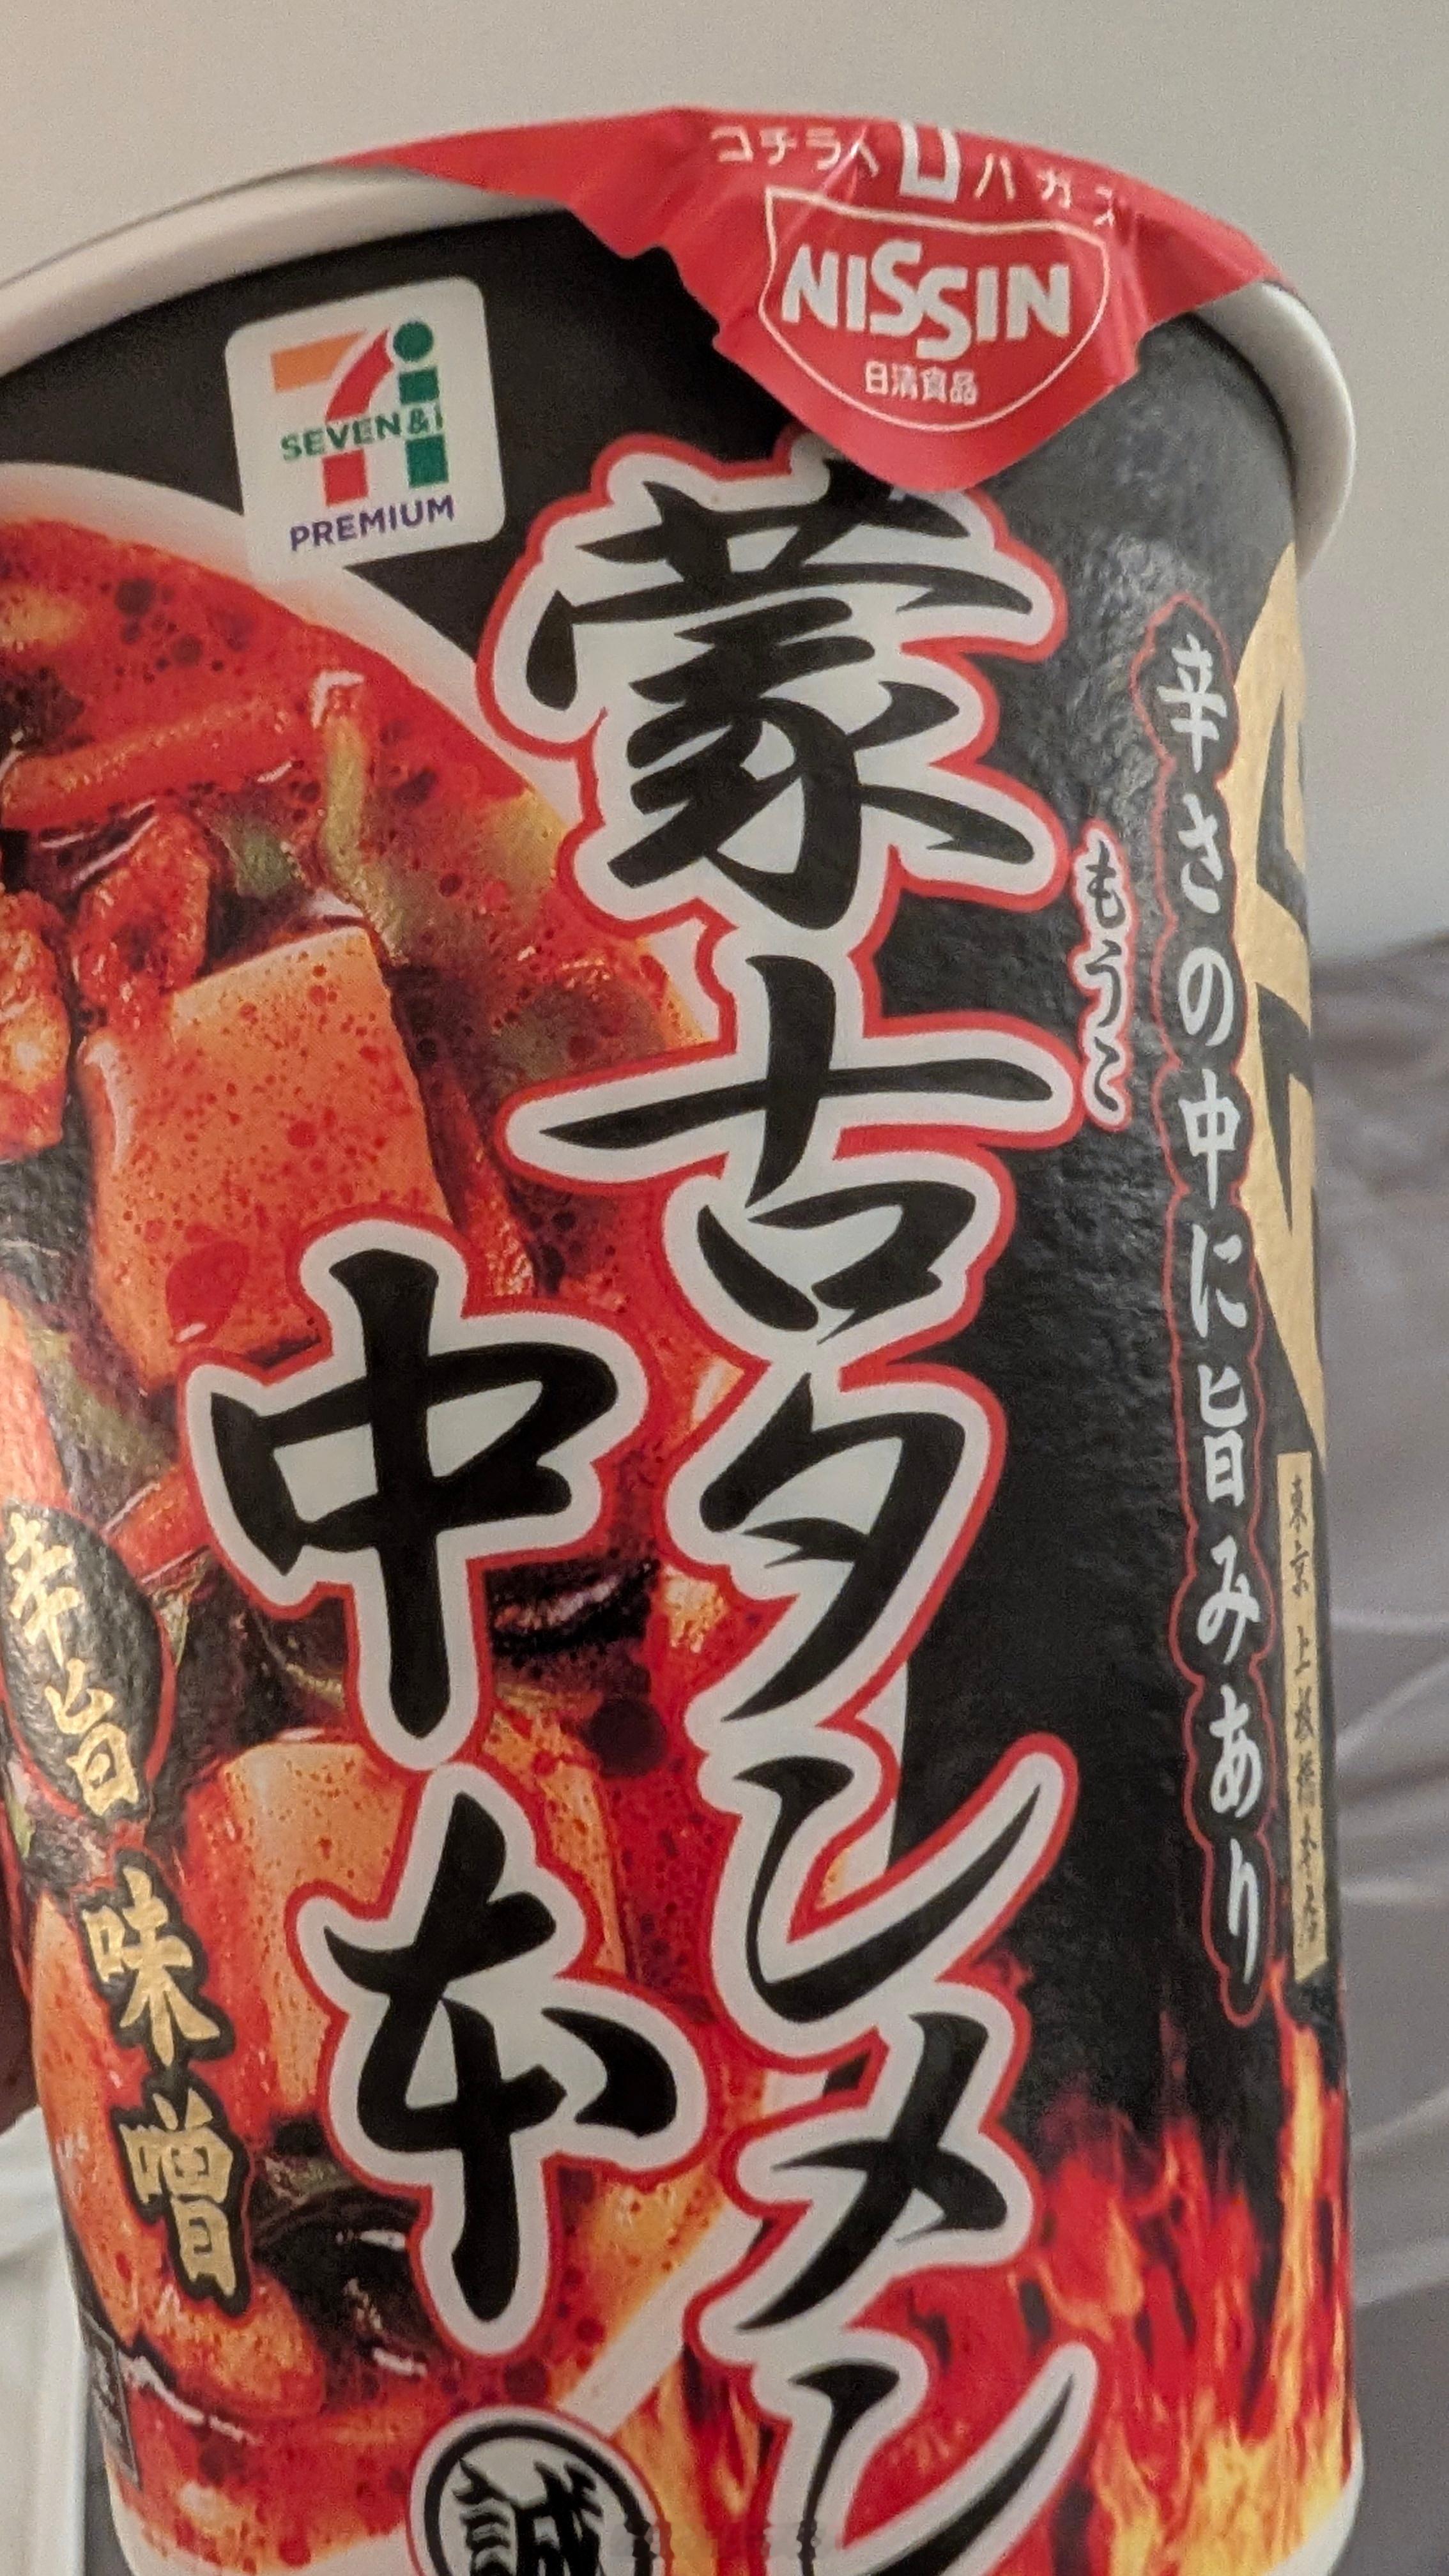 コチラヘハガス
NISSIN
日清食品
SEVEN&i
PREMIUM
辛さの中に旨みあり
もうこ
蒙古タンメン
中本
辛旨
味噌
誠